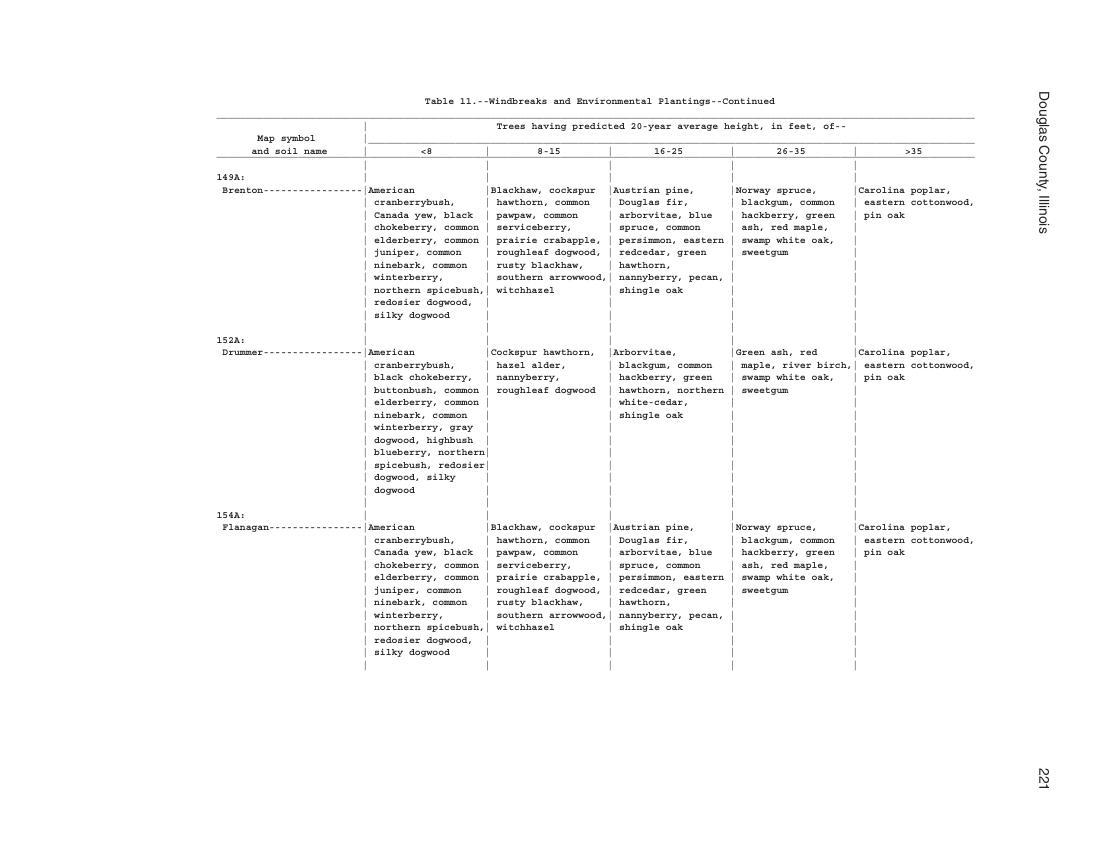 Table 11.--Windbreaks and Environmental Plantings--Continued
Trees having predicted 20-year average height, in feet, of--
Map symbol
and soil name
<8
8-15
16-25
26-35
>35
149A:
Brenton-----------------
American
cranberrybush,
Canada yew, black
chokeberry, common
elderberry, common
juniper, common
ninebark, common
winterberry,
northern spicebush,
redosier dogwood,
silky dogwood
Blackhaw, cockspur
hawthorn, common
pawpaw, common
serviceberry,
prairie crabapple,
roughleaf dogwood,
rusty blackhaw,
southern arrowwood,
witchhazel
Austrian pine,
Douglas fir,
arborvitae, blue
spruce, common
persimmon, eastern
redcedar, green
hawthorn,
nannyberry, pecan,
shingle oak
Norway spruce,
blackgum, common
hackberry, green
ash, red maple,
swamp white oak,
sweetgum
Carolina poplar,
eastern cottonwood,
pin oak
152A:
Drummer-----------------
American
cranberrybush,
black chokeberry,
buttonbush, common
elderberry, common
ninebark, common
winterberry, gray
dogwood, highbush
blueberry, northern
spicebush, redosier
dogwood, silky
dogwood
Cockspur hawthorn,
hazel alder,
nannyberry,
roughleaf dogwood
Arborvitae,
blackgum, common
hackberry, green
hawthorn, northern
white-cedar,
shingle oak
Green ash, red
maple, river birch,
swamp white oak,
sweetgum
Carolina poplar,
eastern cottonwood,
pin oak
154A:
Flanagan----------------
American
cranberrybush,
Canada yew, black
chokeberry, common
elderberry, common
juniper, common
ninebark, common
winterberry,
northern spicebush,
redosier dogwood,
silky dogwood
Blackhaw, cockspur
hawthorn, common
pawpaw, common
serviceberry,
prairie crabapple,
roughleaf dogwood,
rusty blackhaw,
southern arrowwood,
witchhazel
Austrian pine,
Douglas fir,
arborvitae, blue
spruce, common
persimmon, eastern
redcedar, green
hawthorn,
nannyberry, pecan,
shingle oak
Norway spruce,
blackgum, common
hackberry, green
ash, red maple,
swamp white oak,
sweetgum
Carolina poplar,
eastern cottonwood,
pin oak
Douglas County, Illinois
221